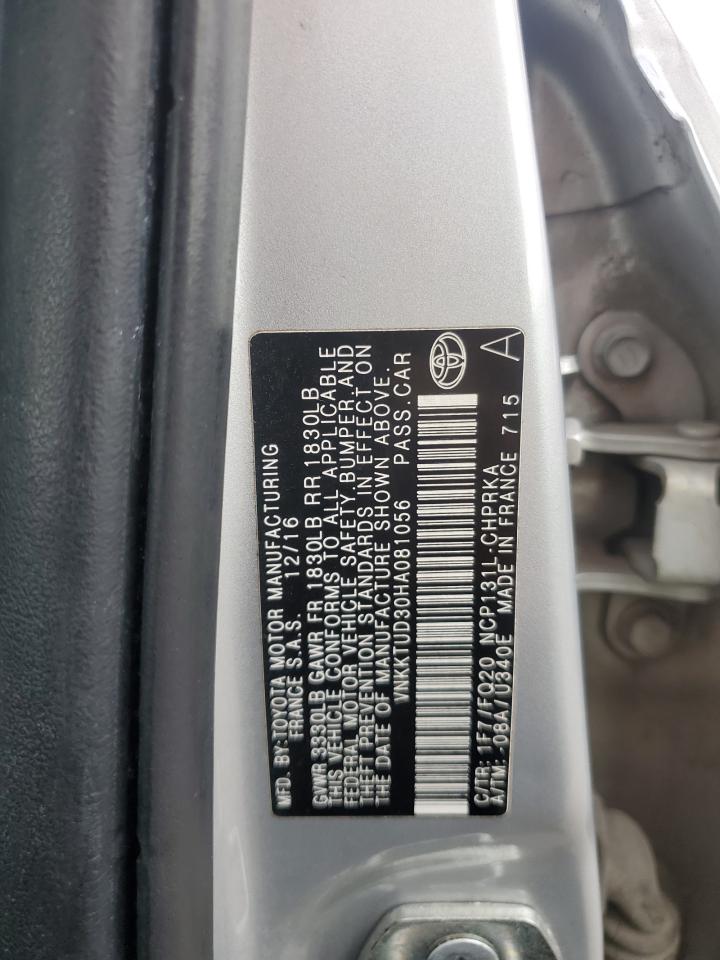 MFD. BY: TOYOTA MOTOR MANUFACTURING
FRANCE S.A.S. 12/16
GVWR 3330LB GAWR FR 1830LB RR 1830LB
THIS VEHICLE CONFORMS TO ALL APPLICABLE
FEDERAL MOTOR VEHICLE SAFETY,BUMPER,AND
THEFT PREVENTION STANDARDS IN EFFECT ON
THE DATE OF MANUFACTURE SHOWN ABOVE.
VNKKTUD30HA081056 PASS.CAR
C/TR: 1F7/FQ20 NCP131L-CHPRKA
A/TM: -08A/U340E MADE IN FRANCE 715
A